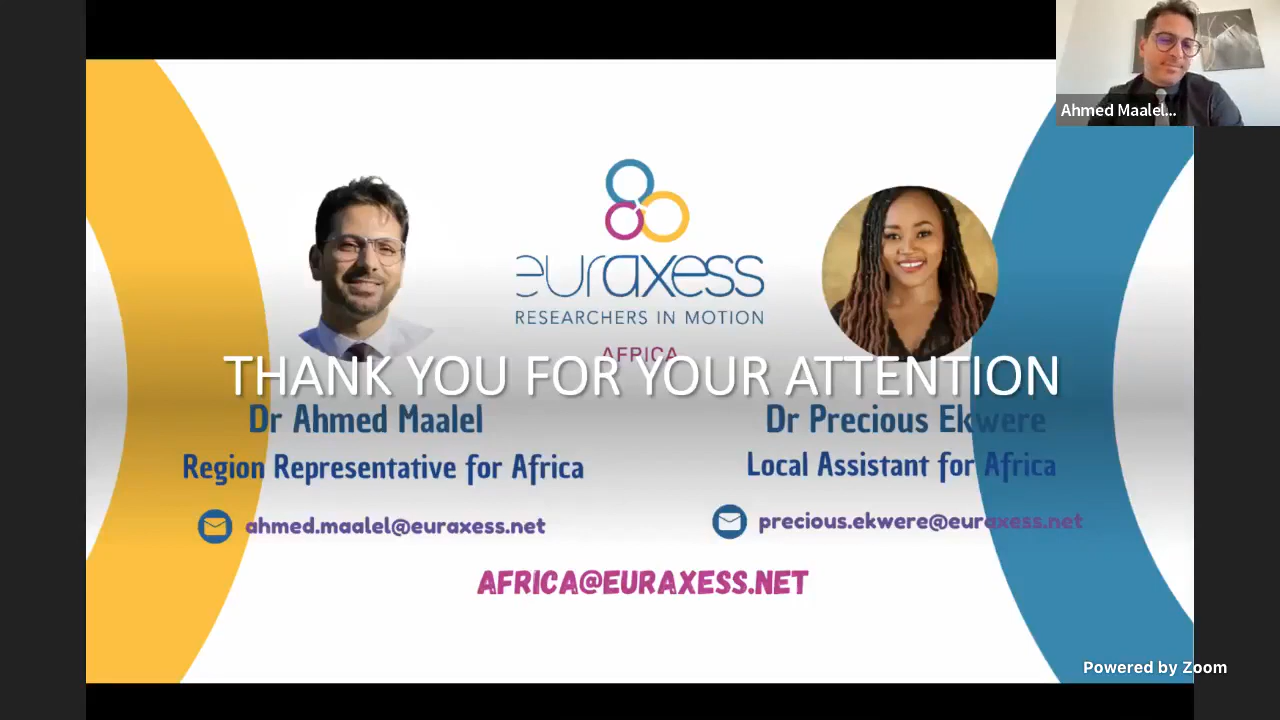 Ahmed Maalel...
euraxess
RESEARCHERS IN MOTION
AFRICA
THANK YOU FOR YOUR ATTENTION
Dr Ahmed Maalel
Region Representative for Africa
ahmed.maalel@euraxess.net
Dr Precious Ekwere
Local Assistant for Africa
precious.ekwere@euraxess.net
AFRICA@EURAXESS.NET
Powered by Zoom